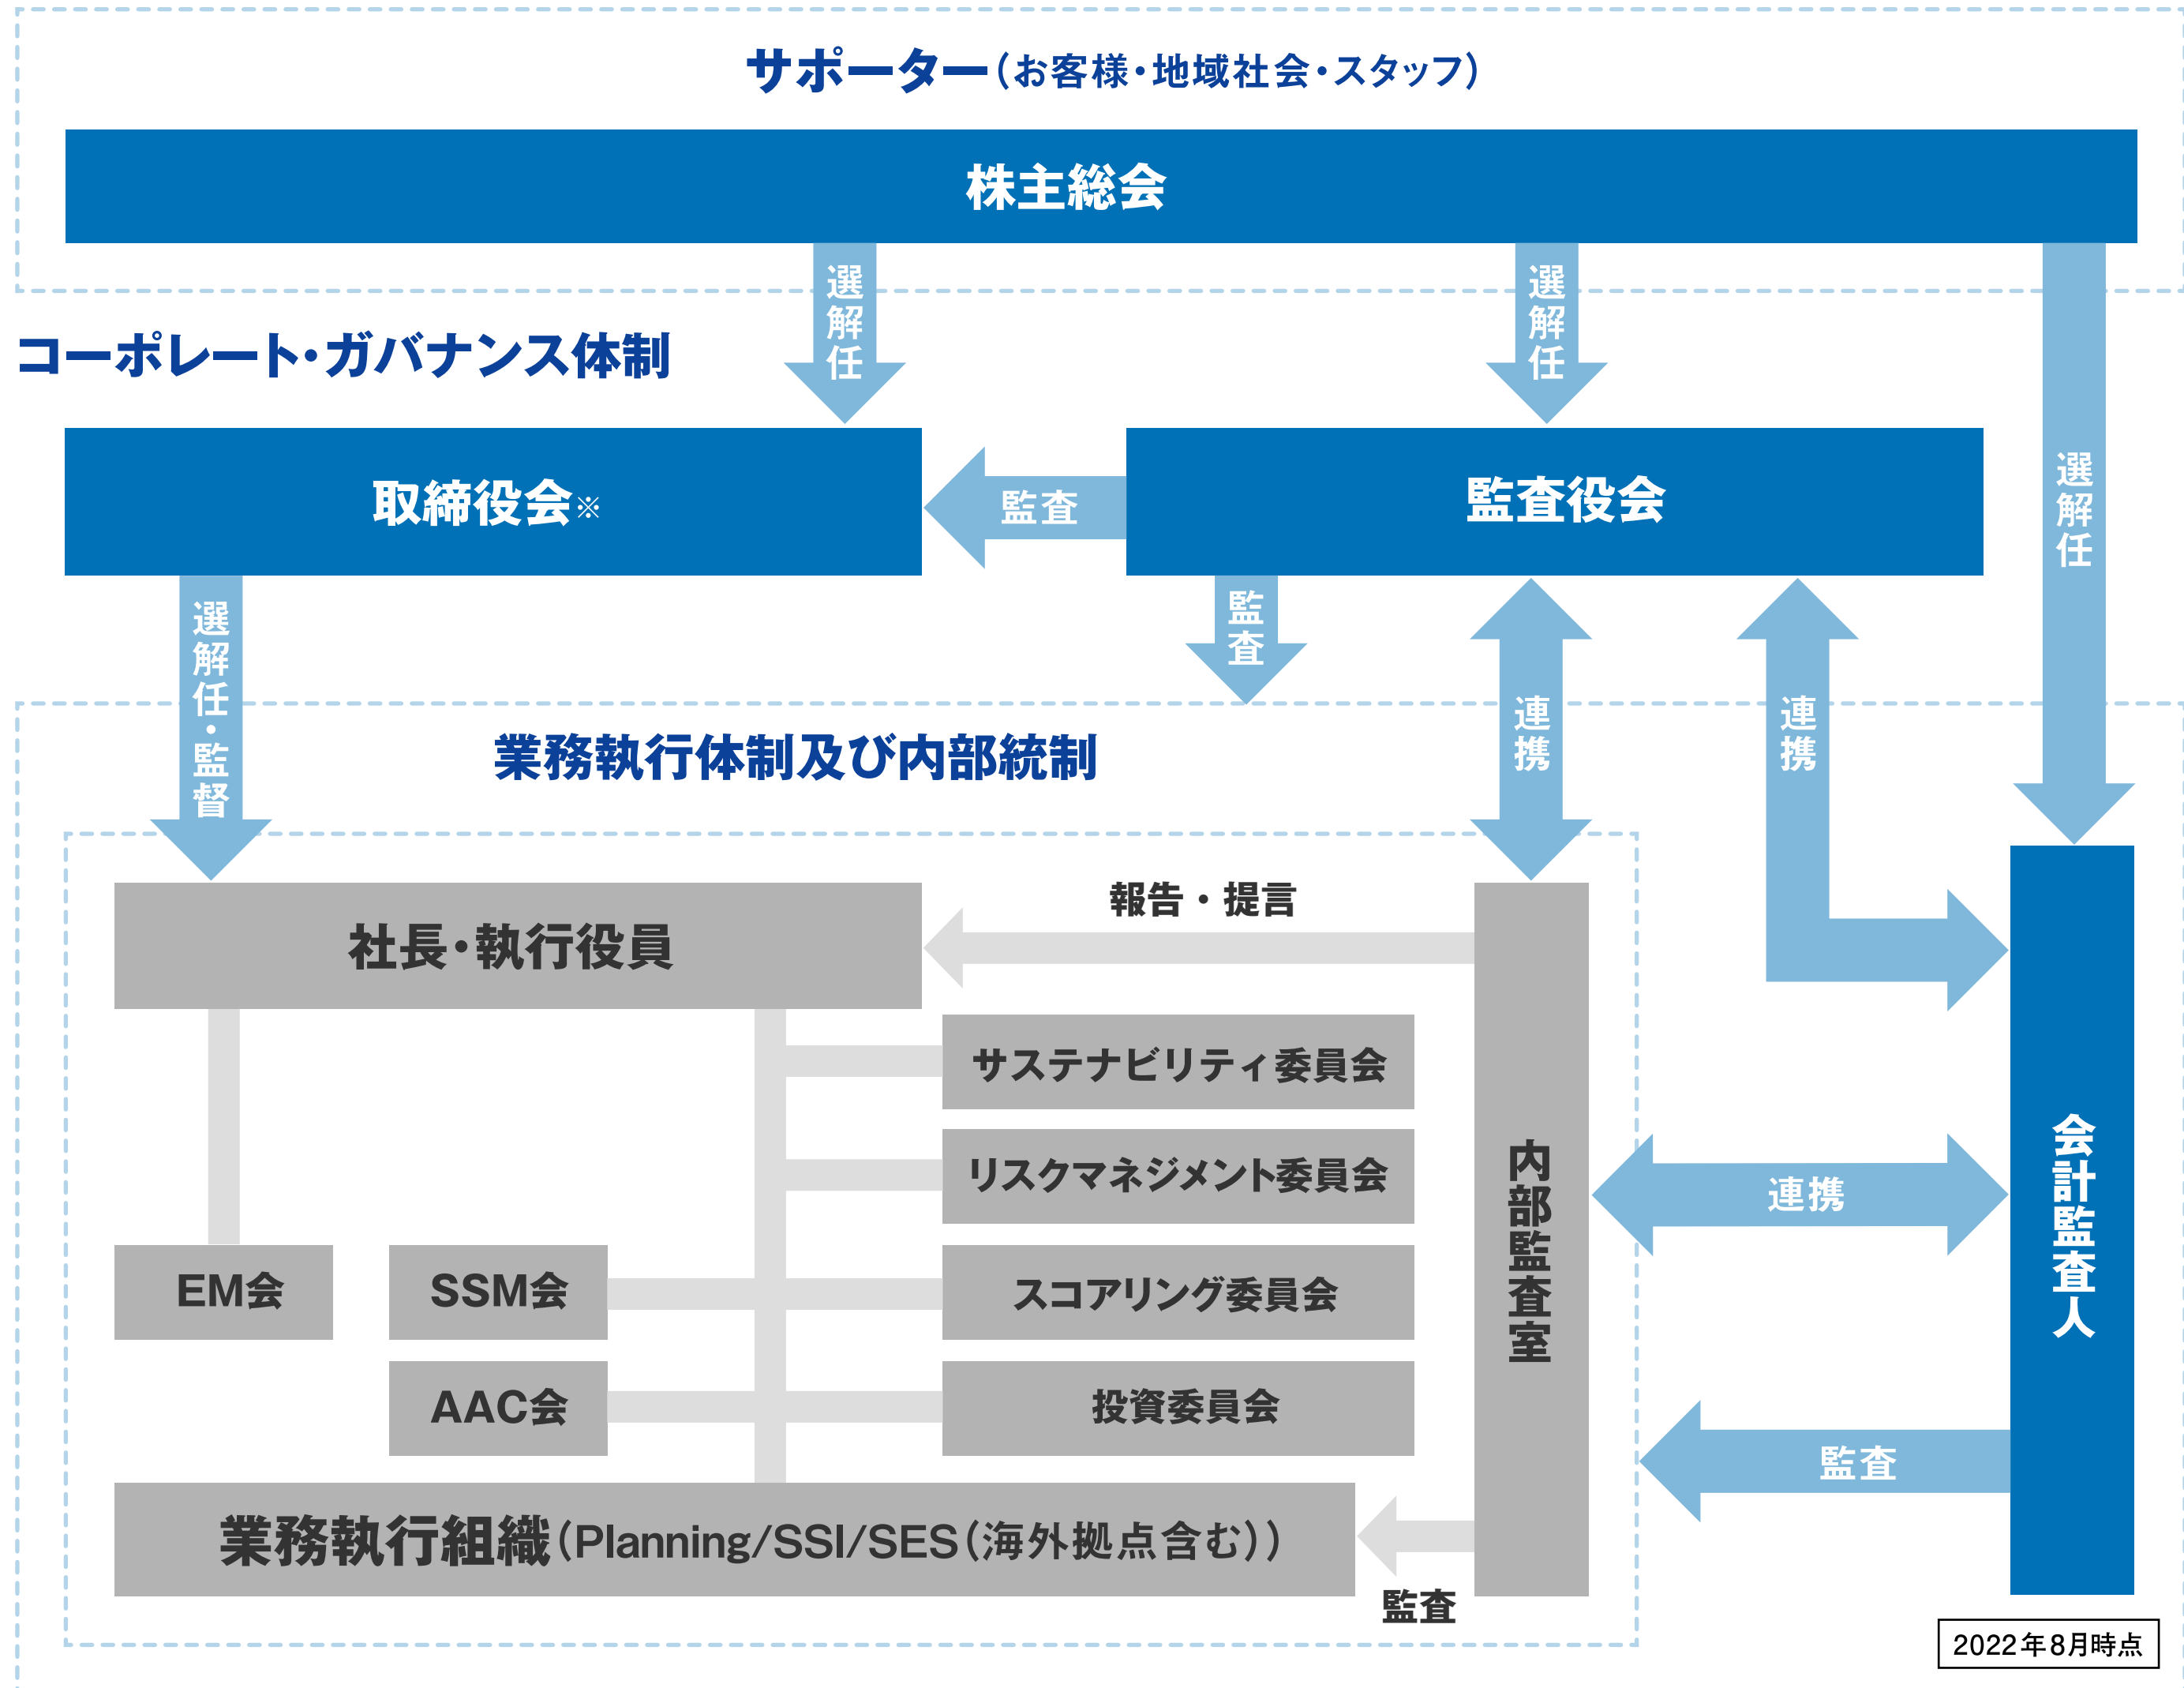 サポーター(お客様・地域社会・スタッフ)
株主総会
選解任
選解任
選解任
コーポレート・ガバナンス体制
取締役会※
監査
監査役会
選解任・監督
監査
連携
連携
業務執行体制及び内部統制
社長・執行役員
報告・提言
サステナビリティ委員会
リスクマネジメント委員会
EM会
SSM会
スコアリング委員会
AAC会
投資委員会
内部監査室
連携
会計監査人
監査
業務執行組織(Planning/SSI/SES(海外拠点含む))
監査
2022年8月時点